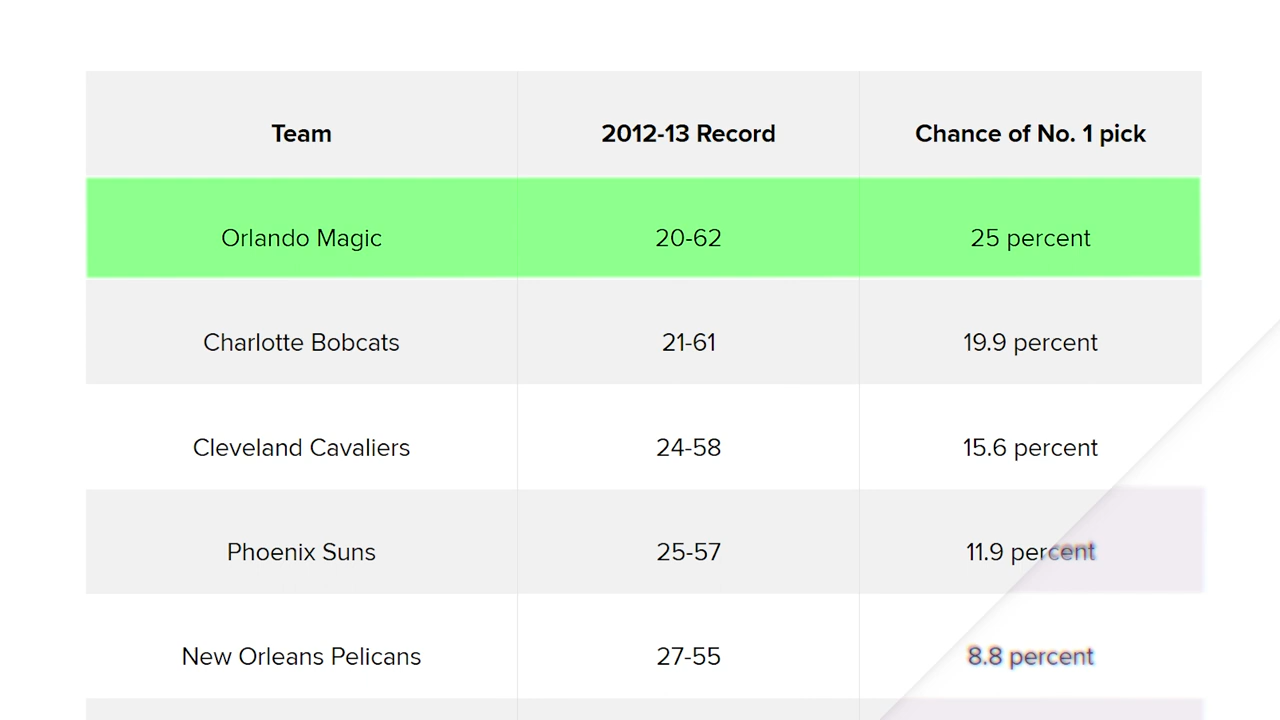 Team 2012-13 Record Chance of No. 1 pick
Orlando Magic 20-62 25 percent
Charlotte Bobcats 21-61 19.9 percent
Cleveland Cavaliers 24-58 15.6 percent
Phoenix Suns 25-57 11.9 percent
New Orleans Pelicans 27-55 8.8 percent